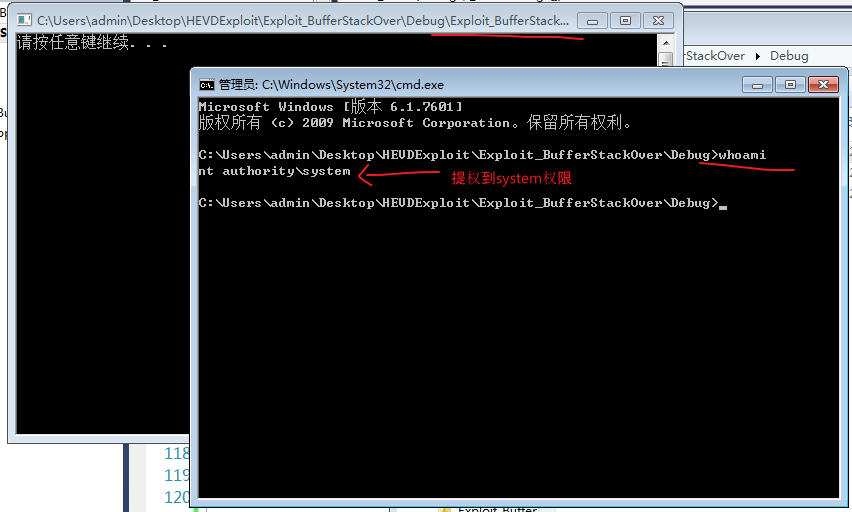 C:\Users\admin\Desktop\HEVDExploit\Exploit_BufferStackOver\Debug\Exploit_BufferStack...
请按任意键继续. . .
StackOver ▸ Debug
管理员: C:\Windows\System32\cmd.exe
Microsoft Windows [版本 6.1.7601]
版权所有 (c) 2009 Microsoft Corporation。保留所有权利。
C:\Users\admin\Desktop\HEVDExploit\Exploit_BufferStackOver\Debug>whoami
nt authority\system
提权到system权限
C:\Users\admin\Desktop\HEVDExploit\Exploit_BufferStackOver\Debug>
118
119
120
Exploit_Buffer